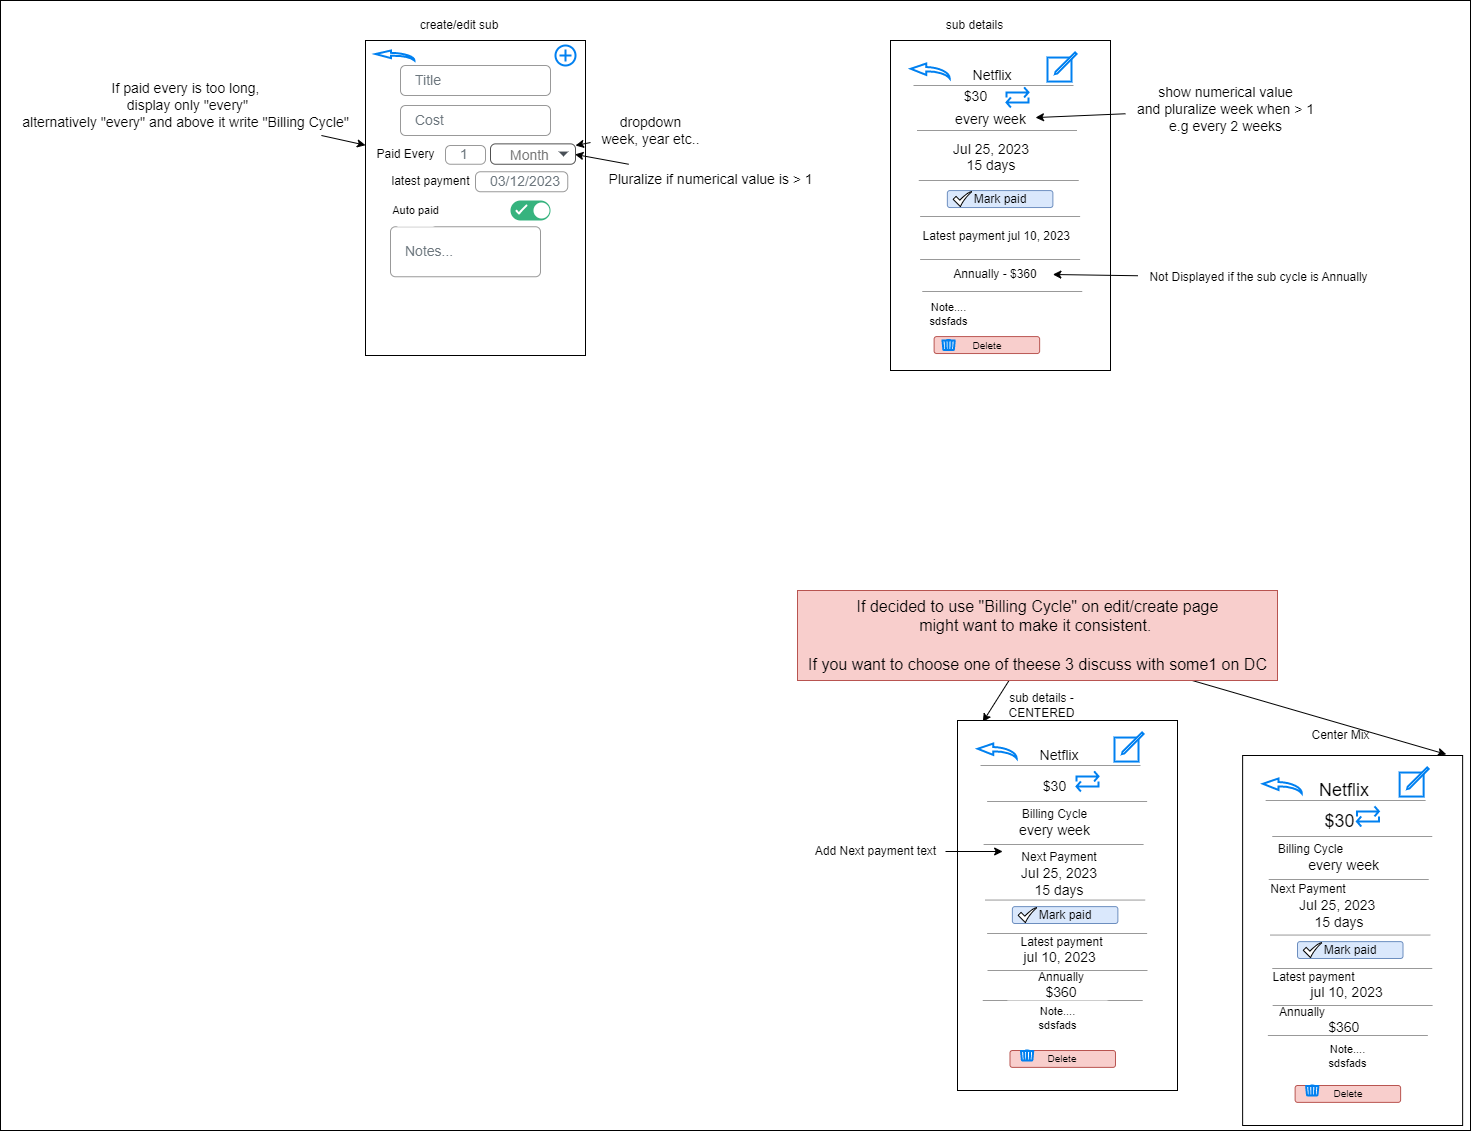 create/edit sub
If paid every is too long,
display only "every"
alternatively "every" and above it write "Billing Cycle"
Title
Cost
Paid Every
1
Month
latest payment
03/12/2023
Auto paid
Notes...
dropdown
week, year etc..
Pluralize if numerical value is > 1
sub details
Netflix
$30
every week
Jul 25, 2023
15 days
Mark paid
Latest payment jul 10, 2023
Annually - $360
Note....
sdsfads
Delete
show numerical value
and pluralize week when > 1
e.g every 2 weeks
Not Displayed if the sub cycle is Annually
If decided to use "Billing Cycle" on edit/create page
might want to make it consistent.
If you want to choose one of theese 3 discuss with some1 on DC
sub details -
CENTERED
Netflix
$30
Billing Cycle
every week
Add Next payment text
Next Payment
Jul 25, 2023
15 days
Mark paid
Latest payment
jul 10, 2023
Annually
$360
Note....
sdsfads
Delete
Center Mix
Netflix
$30
Billing Cycle
every week
Next Payment
Jul 25, 2023
15 days
Mark paid
Latest payment
jul 10, 2023
Annually
$360
Note....
sdsfads
Delete